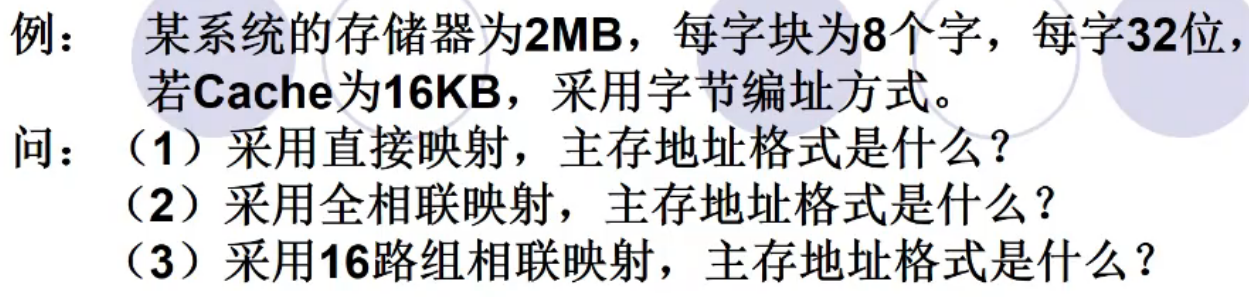 例： 某系统的存储器为2MB，每字块为8个字，每字32位，
若Cache为16KB，采用字节编址方式。
问：（1）采用直接映射，主存地址格式是什么？
（2）采用全相联映射，主存地址格式是什么？
（3）采用16路组相联映射，主存地址格式是什么？